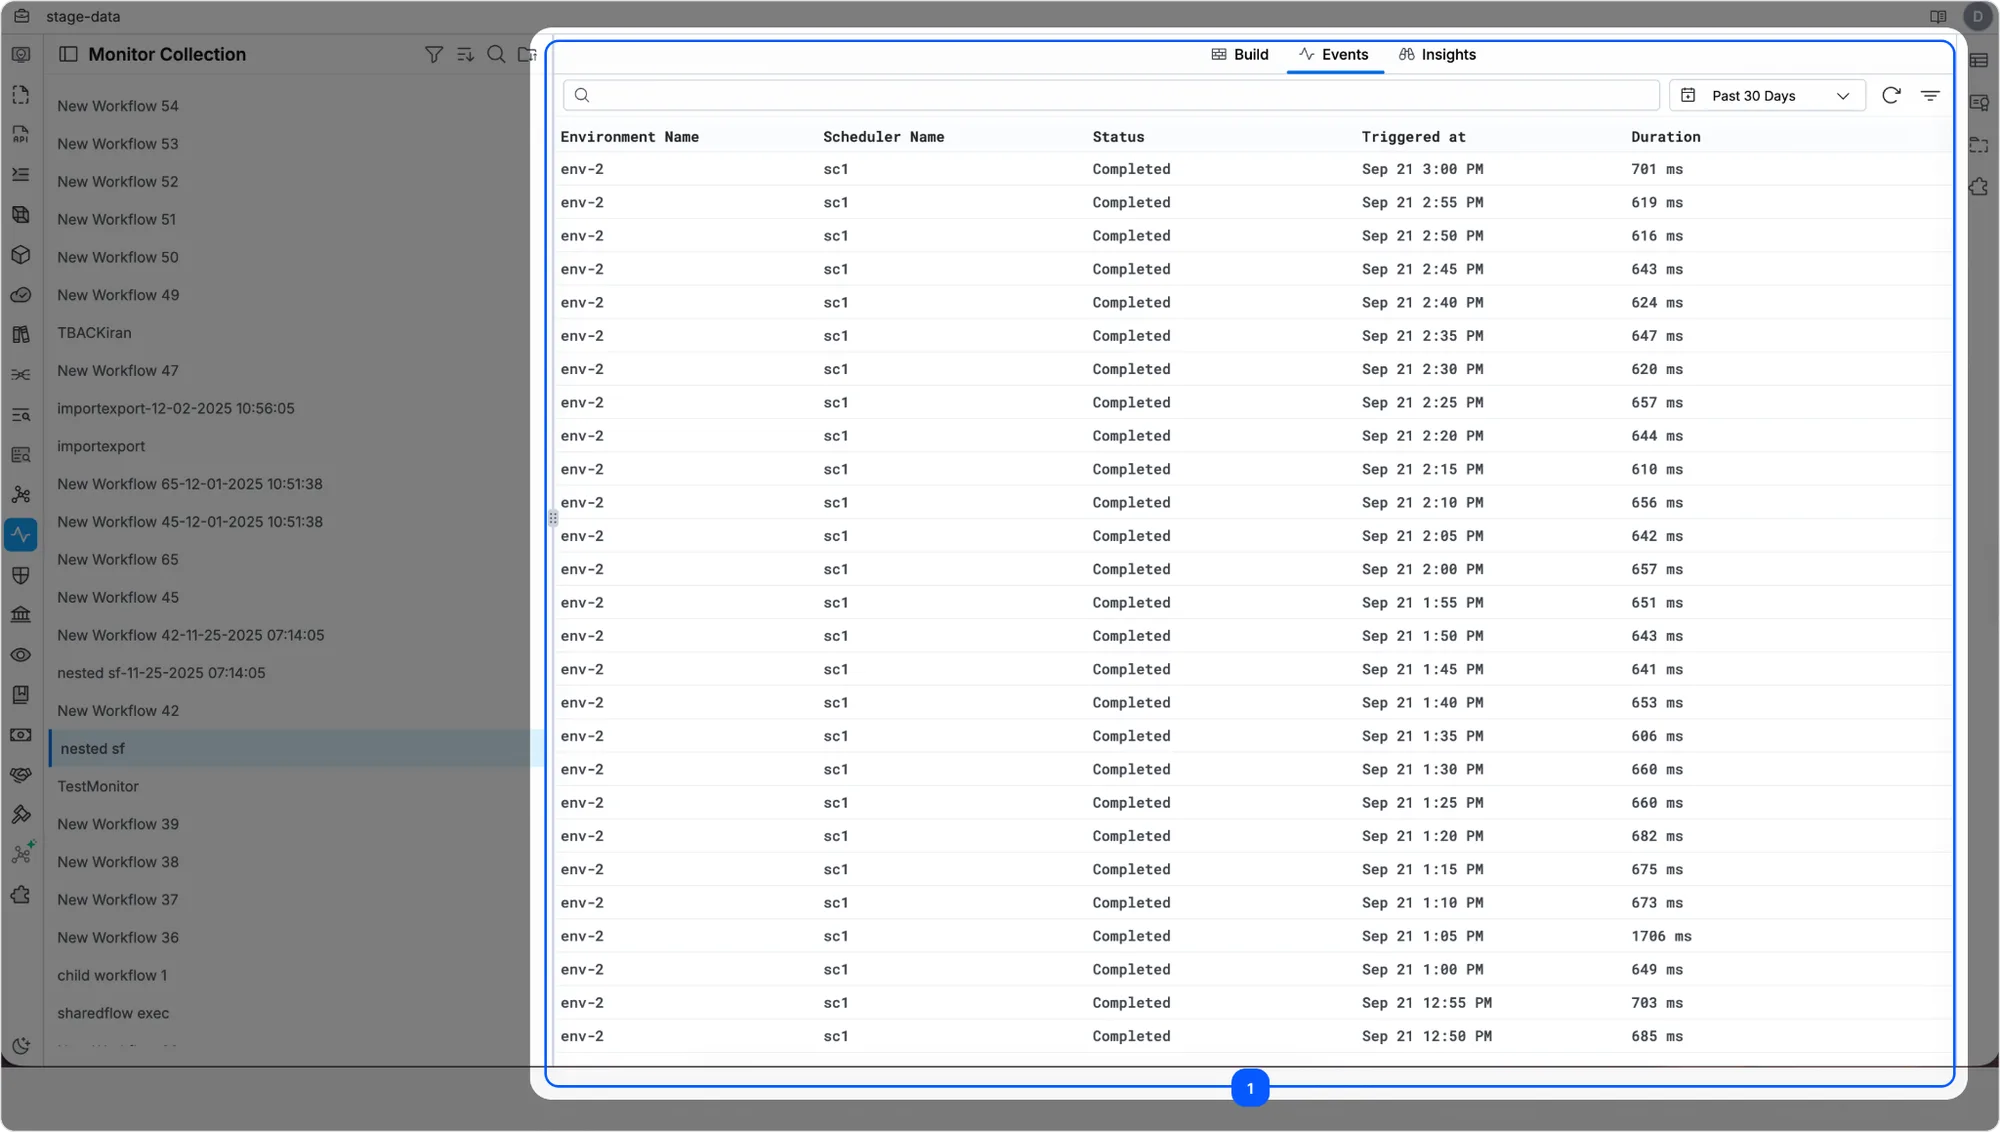 stage-data
D
Monitor Collection
New Workflow 54
New Workflow 53
New Workflow 52
New Workflow 51
New Workflow 50
New Workflow 49
TBACKiran
New Workflow 47
importexport-12-02-2025 10:56:05
importexport
New Workflow 65-12-01-2025 10:51:38
New Workflow 45-12-01-2025 10:51:38
New Workflow 65
New Workflow 45
New Workflow 42-11-25-2025 07:14:05
nested sf-11-25-2025 07:14:05
New Workflow 42
nested sf
TestMonitor
New Workflow 39
New Workflow 38
New Workflow 37
New Workflow 36
child workflow 1
sharedflow exec
Build Events Insights
Past 30 Days
Environment Name Scheduler Name Status Triggered at Duration
env-2 sc1 Completed Sep 21 3:00 PM 701 ms
env-2 sc1 Completed Sep 21 2:55 PM 619 ms
env-2 sc1 Completed Sep 21 2:50 PM 616 ms
env-2 sc1 Completed Sep 21 2:45 PM 643 ms
env-2 sc1 Completed Sep 21 2:40 PM 624 ms
env-2 sc1 Completed Sep 21 2:35 PM 647 ms
env-2 sc1 Completed Sep 21 2:30 PM 620 ms
env-2 sc1 Completed Sep 21 2:25 PM 657 ms
env-2 sc1 Completed Sep 21 2:20 PM 644 ms
env-2 sc1 Completed Sep 21 2:15 PM 610 ms
env-2 sc1 Completed Sep 21 2:10 PM 656 ms
env-2 sc1 Completed Sep 21 2:05 PM 642 ms
env-2 sc1 Completed Sep 21 2:00 PM 657 ms
env-2 sc1 Completed Sep 21 1:55 PM 651 ms
env-2 sc1 Completed Sep 21 1:50 PM 643 ms
env-2 sc1 Completed Sep 21 1:45 PM 641 ms
env-2 sc1 Completed Sep 21 1:40 PM 653 ms
env-2 sc1 Completed Sep 21 1:35 PM 606 ms
env-2 sc1 Completed Sep 21 1:30 PM 660 ms
env-2 sc1 Completed Sep 21 1:25 PM 660 ms
env-2 sc1 Completed Sep 21 1:20 PM 682 ms
env-2 sc1 Completed Sep 21 1:15 PM 675 ms
env-2 sc1 Completed Sep 21 1:10 PM 673 ms
env-2 sc1 Completed Sep 21 1:05 PM 1706 ms
env-2 sc1 Completed Sep 21 1:00 PM 649 ms
env-2 sc1 Completed Sep 21 12:55 PM 703 ms
env-2 sc1 Completed Sep 21 12:50 PM 685 ms
1